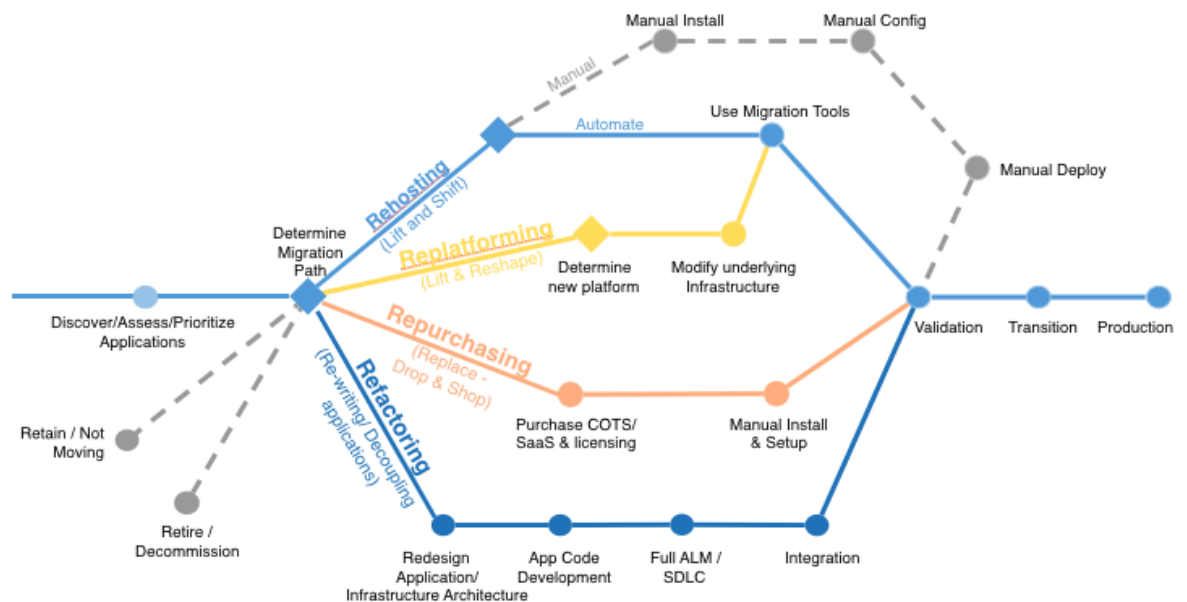 Manual Install
Manual Config
Manual
Use Migration Tools
Automate
Manual Deploy
Rehosting
(Lift and Shift)
Determine
Migration
Path
Replatforming
(Lift & Reshape)
Determine
new platform
Modify underlying
Infrastructure
Discover/Assess/Prioritize
Applications
Repurchasing
(Replace -
Drop & Shop)
Validation
Transition
Production
Refactoring
(Re-writing/ Decoupling
applications)
Purchase COTS/
SaaS & licensing
Manual Install
& Setup
Retain / Not
Moving
Retire /
Decommission
Redesign
Application/
Infrastructure Architecture
App Code
Development
Full ALM /
SDLC
Integration